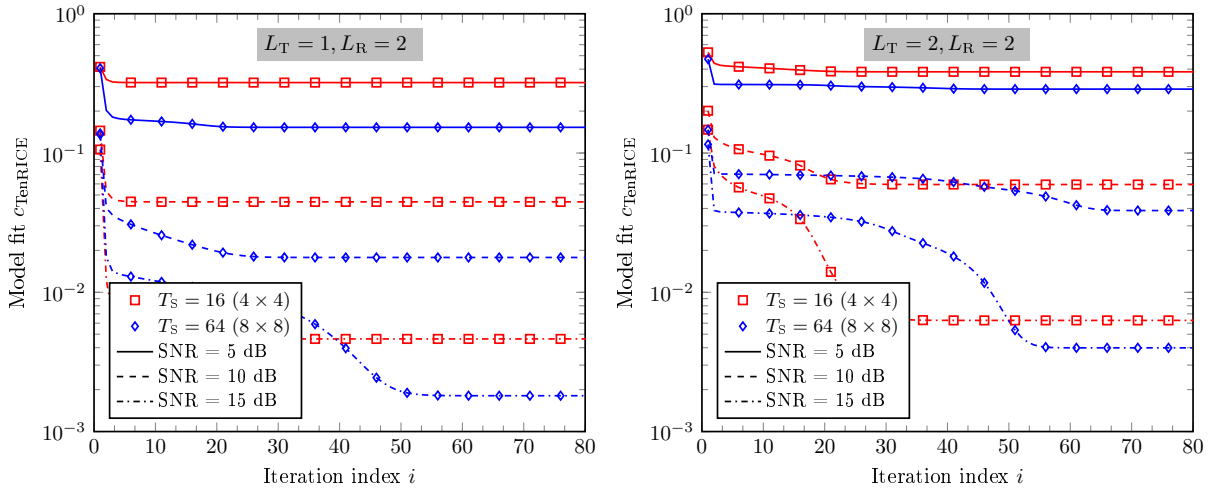 10^0
10^{-1}
10^{-2}
10^{-3}
Model fit c_{TenRICE}
L_T = 1, L_R = 2
T_S = 16 (4 × 4)
T_S = 64 (8 × 8)
SNR = 5 dB
SNR = 10 dB
SNR = 15 dB
0 10 20 30 40 50 60 70 80
Iteration index i
10^0
10^{-1}
10^{-2}
10^{-3}
Model fit c_{TenRICE}
L_T = 2, L_R = 2
T_S = 16 (4 × 4)
T_S = 64 (8 × 8)
SNR = 5 dB
SNR = 10 dB
SNR = 15 dB
0 10 20 30 40 50 60 70 80
Iteration index i